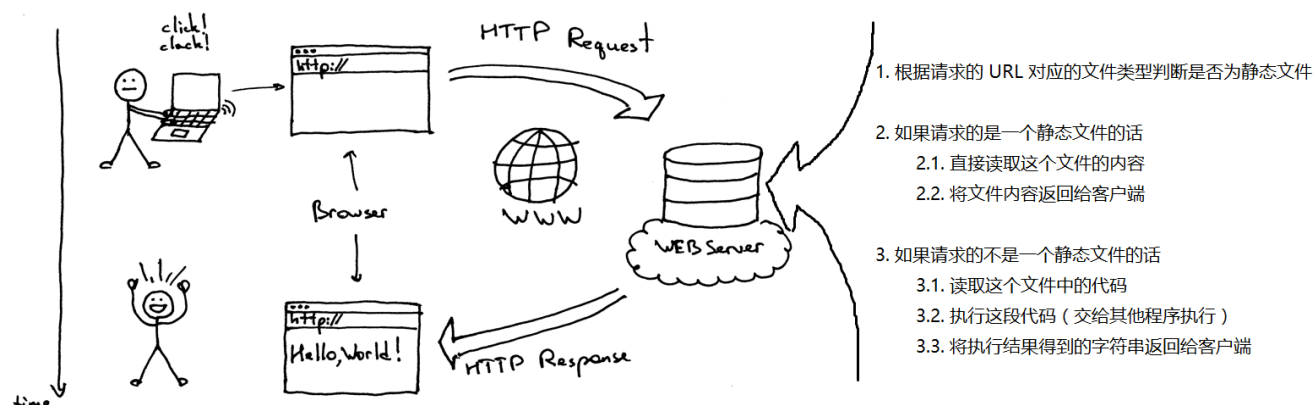 click!
clack!
http://
HTTP Request
Browser
WWW
WEB Server
http://
Hello, World!
HTTP Response
time
1. 根据请求的 URL 对应的文件类型判断是否为静态文件
2. 如果请求的是一个静态文件的话
2.1. 直接读取这个文件的内容
2.2. 将文件内容返回给客户端
3. 如果请求的不是一个静态文件的话
3.1. 读取这个文件中的代码
3.2. 执行这段代码（交给其他程序执行）
3.3. 将执行结果得到的字符串返回给客户端